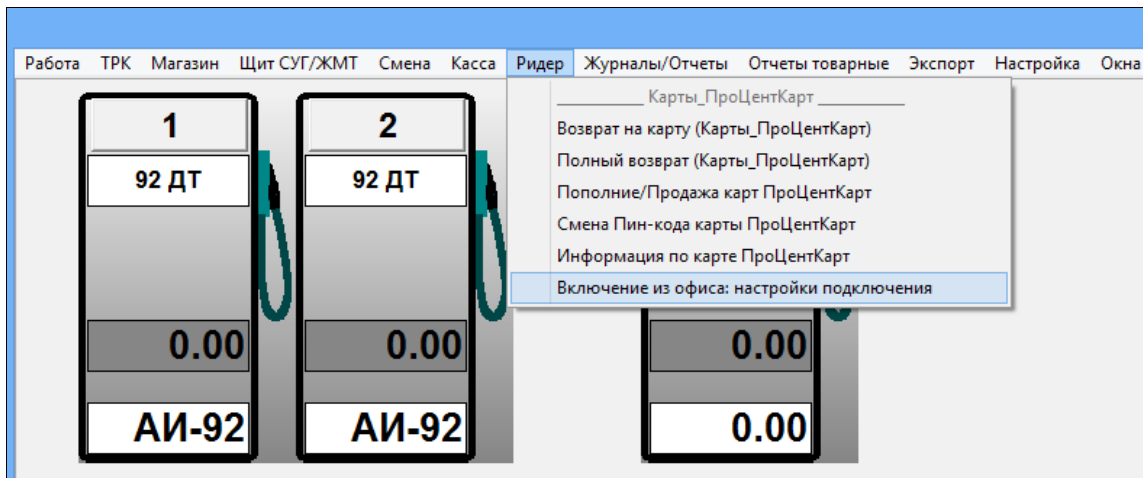 Работа ТРК Магазин Щит СУГ/ЖМТ Смена Касса Ридер Журналы/Отчеты Отчеты товарные Экспорт Настройка Окна
_________ Карты_ПроЦентКарт _________
Возврат на карту (Карты_ПроЦентКарт)
Полный возврат (Карты_ПроЦентКарт)
Пополние/Продажа карт ПроЦентКарт
Смена Пин-кода карты ПроЦентКарт
Информация по карте ПроЦентКарт
Включение из офиса: настройки подключения
1 2
92 ДТ 92 ДТ
0.00 0.00 0.00
АИ-92 АИ-92 0.00